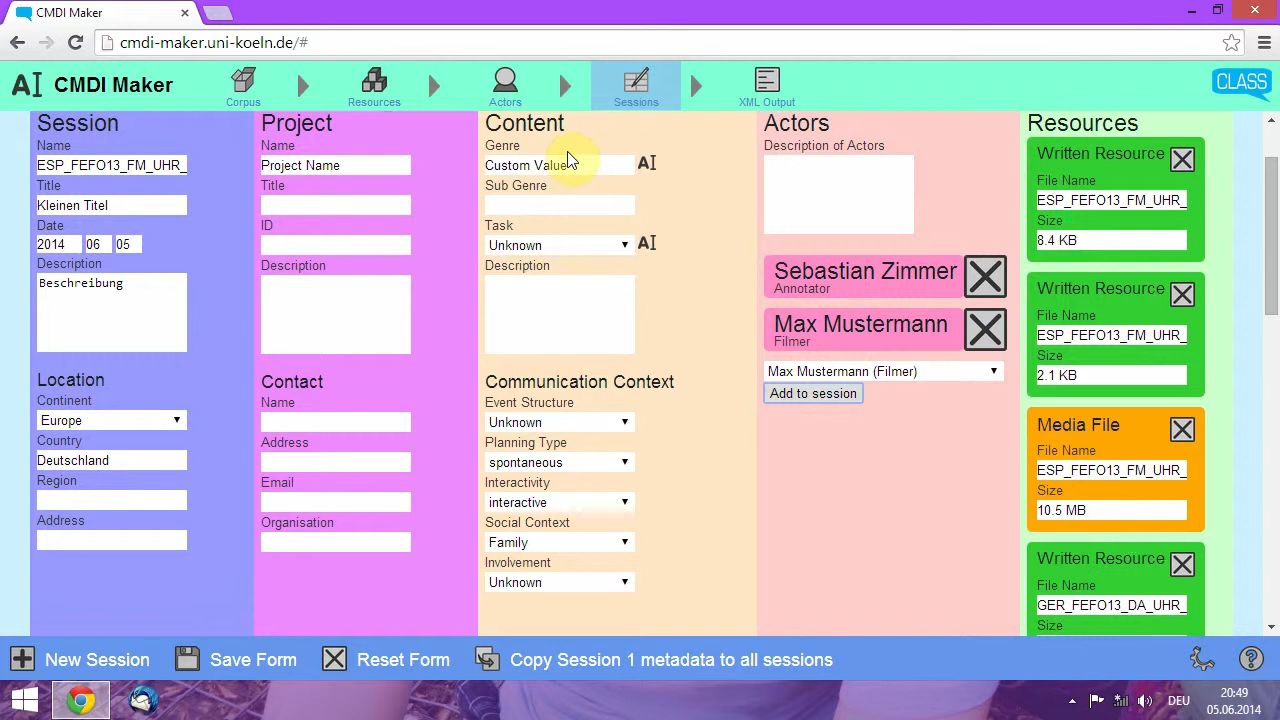 CMDI Maker
cmdi-maker.uni-koeln.de/#
AI CMDI Maker
Corpus
Resources
Actors
Sessions
XML Output
CLASS
Session
Name
ESP_FEFO13_FM_UHR_
Title
Kleinen Titel
Date
2014 06 05
Description
Beschreibung
Location
Continent
Europe
Country
Deutschland
Region
Address
Project
Name
Project Name
Title
ID
Description
Contact
Name
Address
Email
Organisation
Content
Genre
Custom Value AI
Sub Genre
Task
Unknown AI
Description
Communication Context
Event Structure
Unknown
Planning Type
spontaneous
Interactivity
interactive
Social Context
Family
Involvement
Unknown
Actors
Description of Actors
Sebastian Zimmer
Annotator
Max Mustermann
Filmer
Max Mustermann (Filmer)
Add to session
Resources
Written Resource
File Name
ESP_FEFO13_FM_UHR_
Size
8.4 KB
Written Resource
File Name
ESP_FEFO13_FM_UHR_
Size
2.1 KB
Media File
File Name
ESP_FEFO13_FM_UHR_
Size
10.5 MB
Written Resource
File Name
GER_FEFO13_DA_UHR_
Size
New Session
Save Form
Reset Form
Copy Session 1 metadata to all sessions
DEU
20:49
05.06.2014